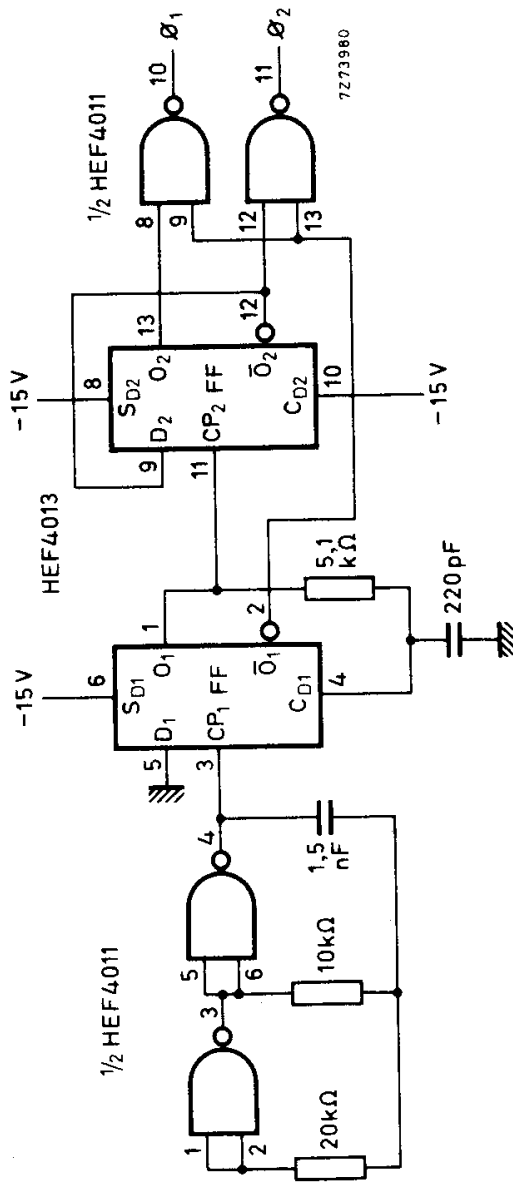 1/2 HEF4011
1
2
3
5
6
4
20kΩ
10kΩ
1,5
nF
-15 V
6
HEF4013
5
D1
SD1
O1
1
3
CP1 FF
CD1
Ō1
2
4
5,1
kΩ
220pF
-15 V
8
9
D2
SD2
O2
13
11
CP2 FF
CD2
Ō2
12
10
-15 V
1/2 HEF4011
8
9
10
Ø1
12
13
11
Ø2
7Z73980